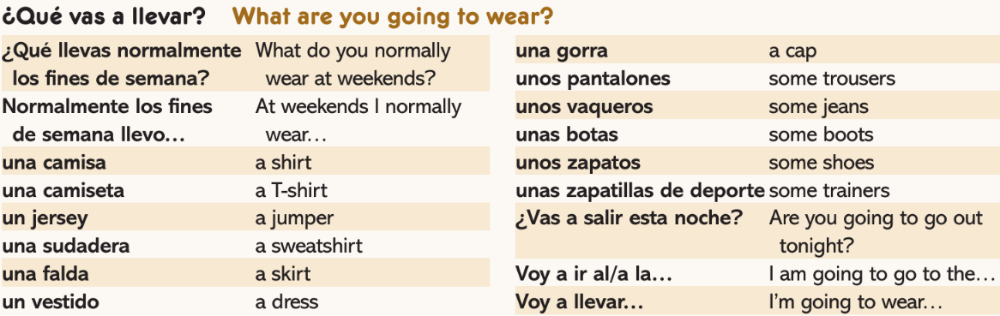 ¿Qué vas a llevar? What are you going to wear?
¿Qué llevas normalmente What do you normally
los fines de semana? wear at weekends?
Normalmente los fines At weekends I normally
de semana llevo… wear…
una camisa a shirt
una camiseta a T-shirt
un jersey a jumper
una sudadera a sweatshirt
una falda a skirt
un vestido a dress
una gorra a cap
unos pantalones some trousers
unos vaqueros some jeans
unas botas some boots
unos zapatos some shoes
unas zapatillas de deporte some trainers
¿Vas a salir esta noche? Are you going to go out
tonight?
Voy a ir al/a la… I am going to go to the…
Voy a llevar… I'm going to wear…